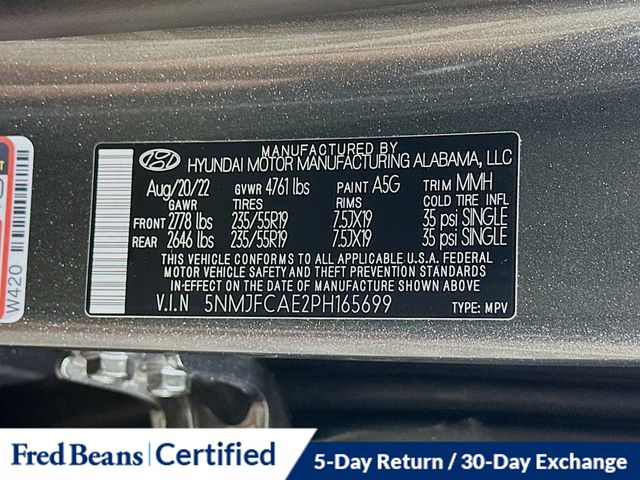 MANUFACTURED BY
HYUNDAI MOTOR MANUFACTURING ALABAMA, LLC
Aug/20/22 GVWR 4761 lbs PAINT A5G TRIM MMH
GAWR TIRES RIMS COLD TIRE INFL
FRONT 2778 lbs 235/55R19 7.5JX19 35 psi SINGLE
REAR 2646 lbs 235/55R19 7.5JX19 35 psi SINGLE
THIS VEHICLE CONFORMS TO ALL APPLICABLE U.S.A. FEDERAL
MOTOR VEHICLE SAFETY AND THEFT PREVENTION STANDARDS
IN EFFECT ON THE DATE OF MANUFACTURE SHOWN ABOVE.
V.I.N 5NMJFCAE2PH165699 TYPE: MPV
W420
Fred Beans Certified
5-Day Return / 30-Day Exchange